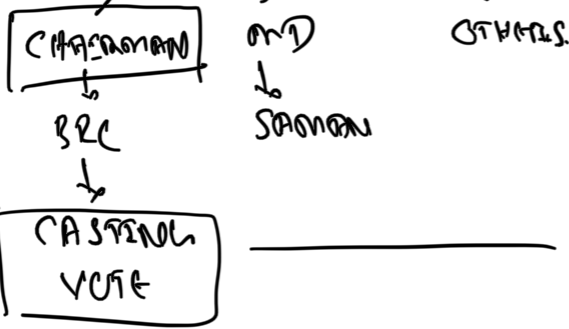 CHAIRMAN MD OTHERS.
BRC SAMAN
CASTING
VOTE